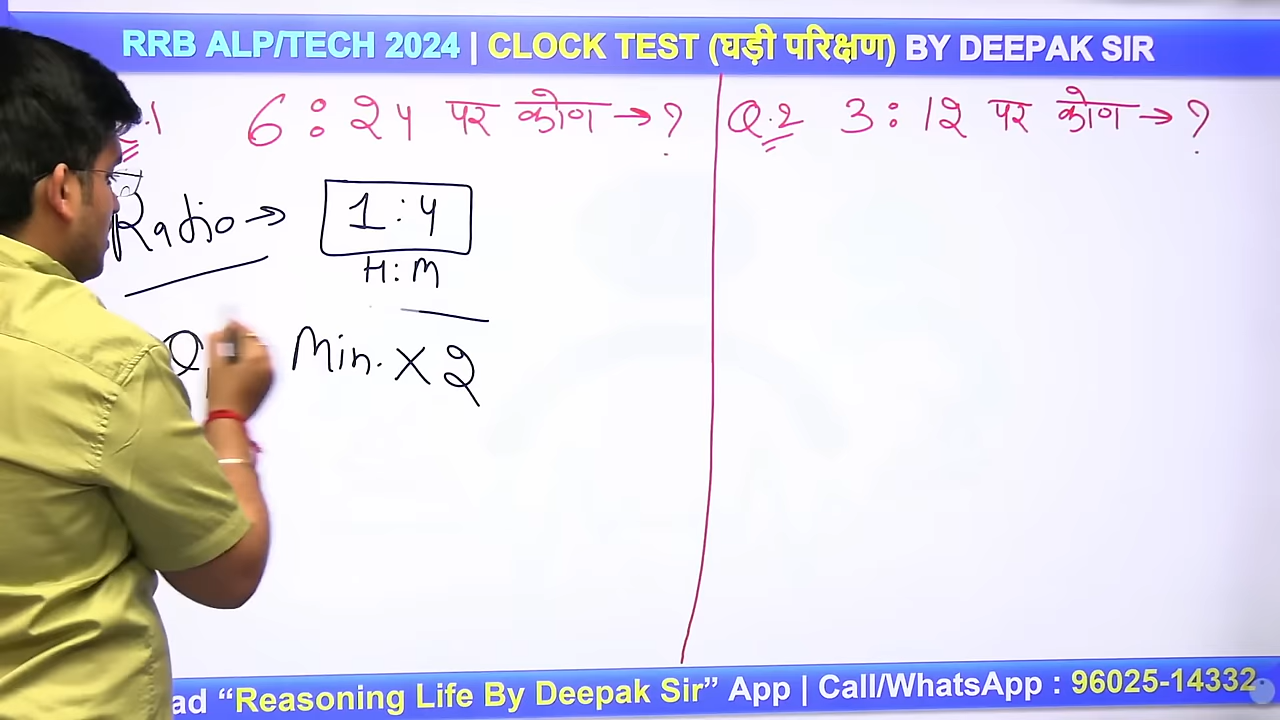 RRB ALP/TECH 2024 | CLOCK TEST (घड़ी परिक्षण) BY DEEPAK SIR
.1 6 : 24 पर कोण → ?
Q.2 3 : 12 पर कोण → ?
Radio → 1 : 4
H : M
Min. × 2
ad “Reasoning Life By Deepak Sir” App | Call/WhatsApp : 96025-14332